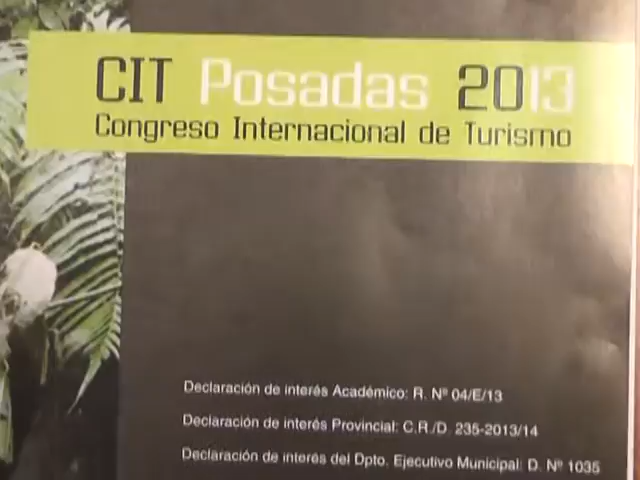 CIT Posadas 2013
Congreso Internacional de Turismo
Declaración de interés Académico: R. Nº 04/E/13
Declaración de interés Provincial: C.R./D. 235-2013/14
Declaración de interés del Dpto. Ejecutivo Municipal: D. Nº 1035